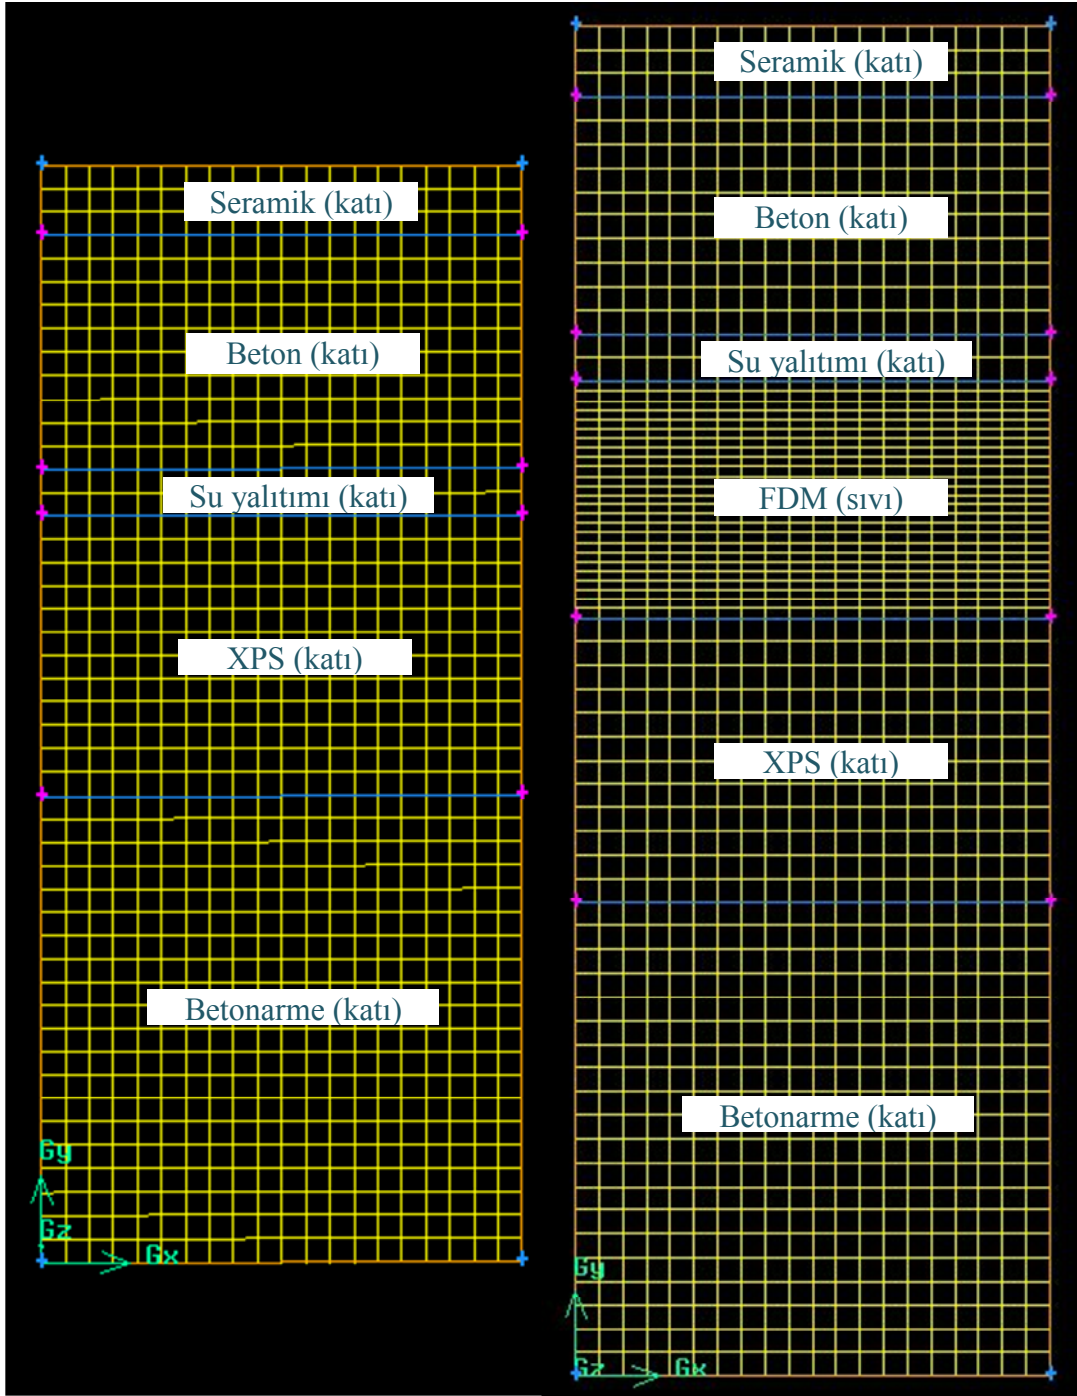 Seramik (katı)
Beton (katı)
Su yalıtımı (katı)
XPS (katı)
Betonarme (katı)
Gy
Gz
Gx
Seramik (katı)
Beton (katı)
Su yalıtımı (katı)
FDM (sıvı)
XPS (katı)
Betonarme (katı)
Gy
Gz
Gx